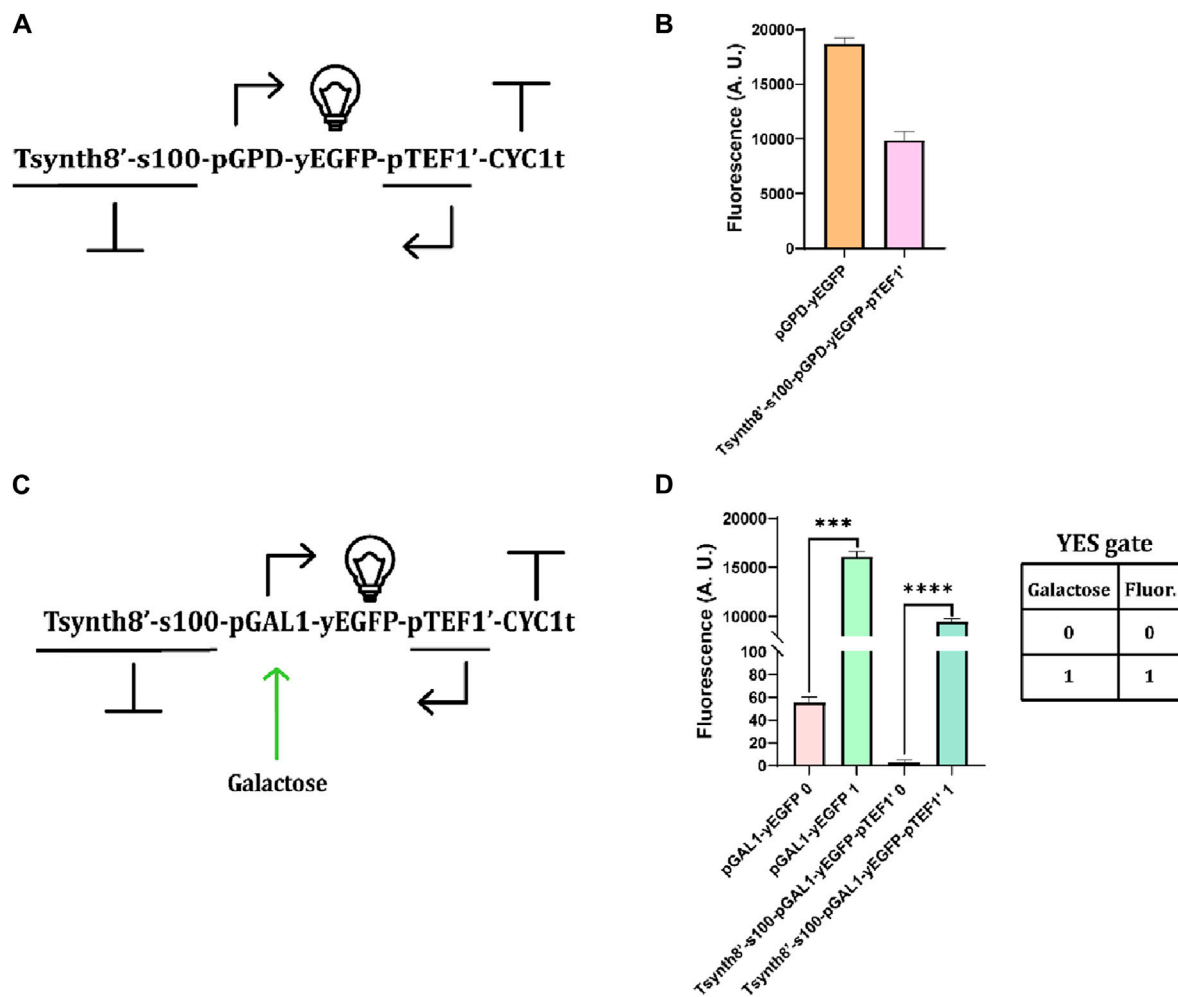 A
Tsynth8'-s100-pGPD-yEGFP-pTEF1'-CYC1t
B
Fluorescence (A. U.)
20000
15000
10000
5000
0
pGPD-yEGFP
Tsynth8'-s100-pGPD-yEGFP-pTEF1'
C
Tsynth8'-s100-pGAL1-yEGFP-pTEF1'-CYC1t
Galactose
D
Fluorescence (A. U.)
20000
15000
10000
100
80
60
40
20
0
***
****
pGAL1-yEGFP 0
pGAL1-yEGFP 1
Tsynth8'-s100-pGAL1-yEGFP-pTEF1' 0
Tsynth8'-s100-pGAL1-yEGFP-pTEF1' 1
YES gate
Galactose Fluor.
0 0
1 1